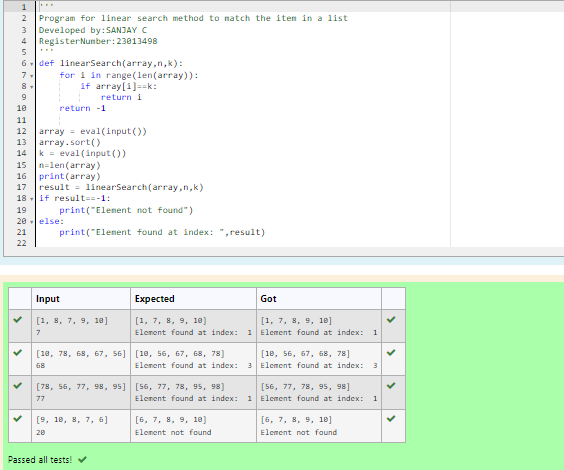 1 '''
2 Program for linear search method to match the item in a list
3 Developed by:SANJAY C
4 RegisterNumber:23013498
5 '''
6 def linearSearch(array,n,k):
7     for i in range(len(array)):
8         if array[i]==k:
9             return i
10     return -1
11
12 array = eval(input())
13 array.sort()
14 k = eval(input())
15 n=len(array)
16 print(array)
17 result = linearSearch(array,n,k)
18 if result==-1:
19     print("Element not found")
20 else:
21     print("Element found at index: ",result)
22
Input Expected Got
[1, 8, 7, 9, 10] [1, 7, 8, 9, 10] [1, 7, 8, 9, 10]
7 Element found at index:  1 Element found at index:  1
[10, 78, 68, 67, 56] [10, 56, 67, 68, 78] [10, 56, 67, 68, 78]
68 Element found at index:  3 Element found at index:  3
[78, 56, 77, 98, 95] [56, 77, 78, 95, 98] [56, 77, 78, 95, 98]
77 Element found at index:  1 Element found at index:  1
[9, 10, 8, 7, 6] [6, 7, 8, 9, 10] [6, 7, 8, 9, 10]
20 Element not found Element not found
Passed all tests!